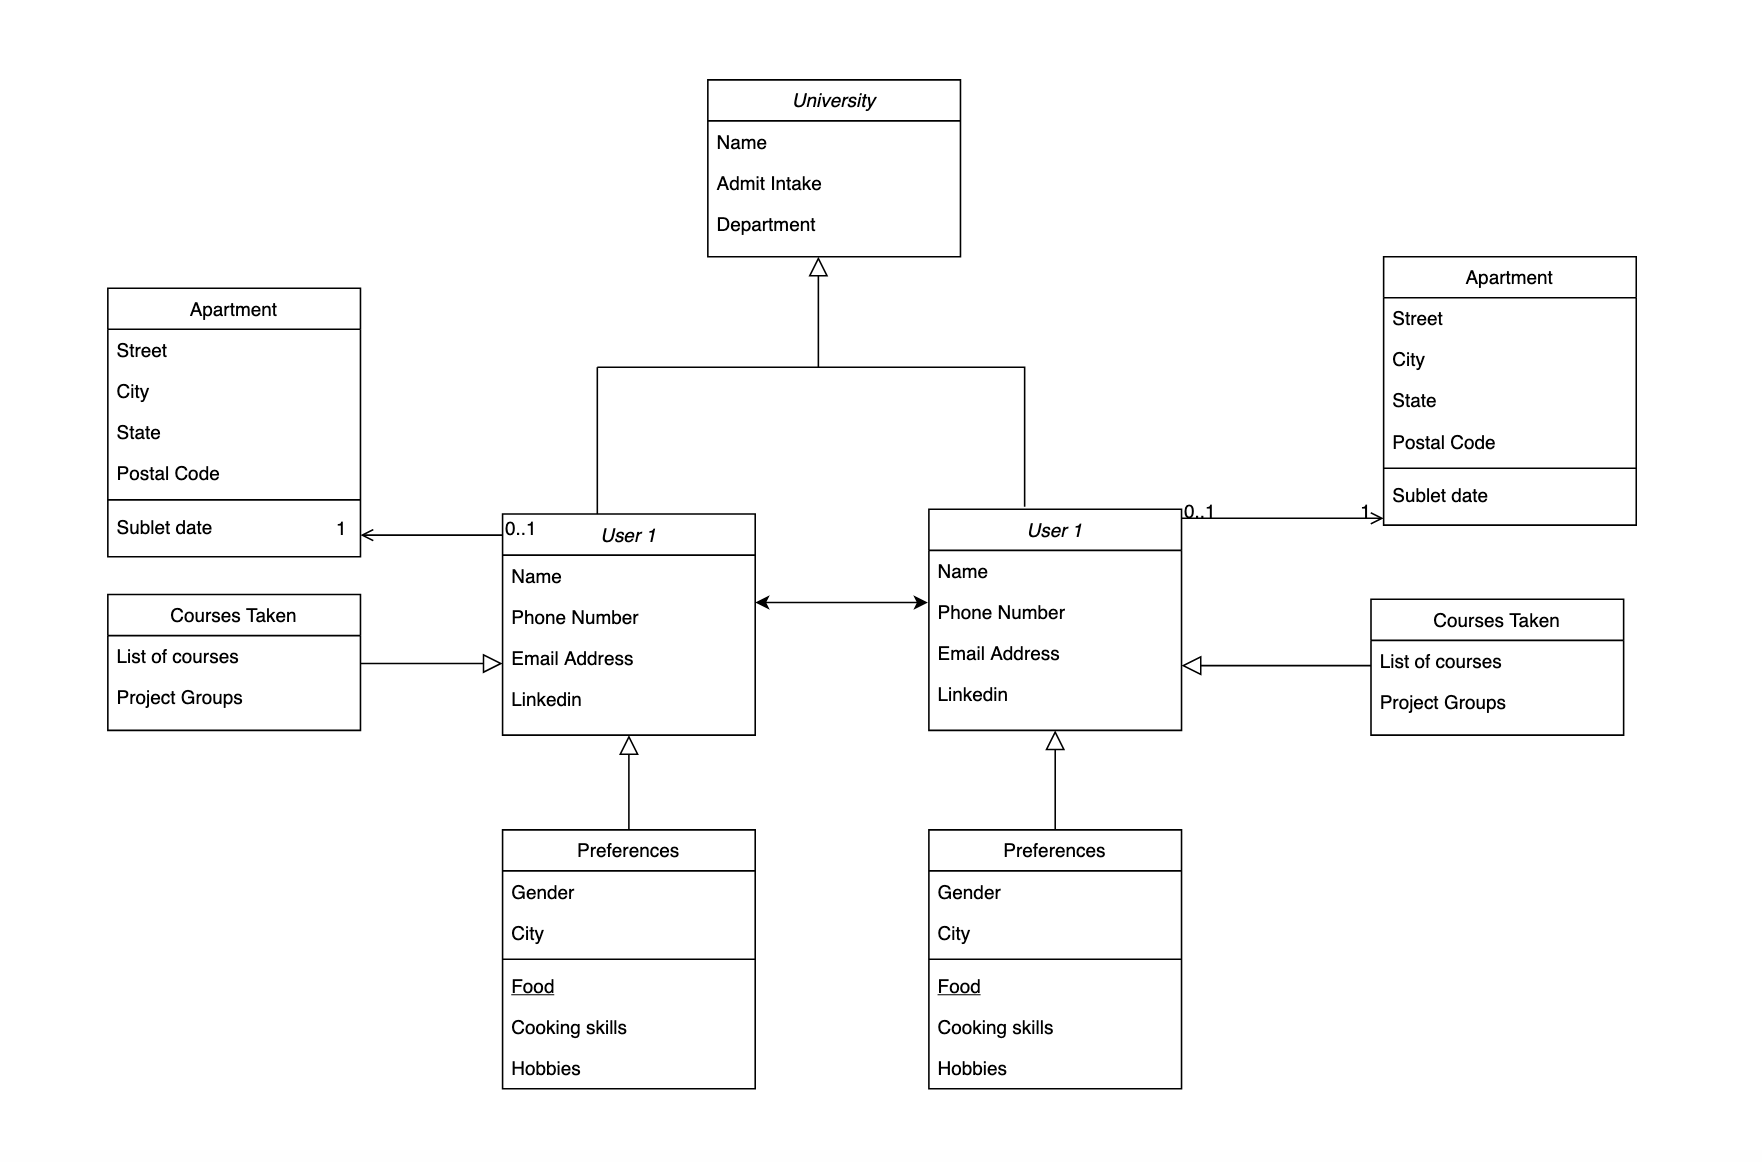 University
Name
Admit Intake
Department
Apartment
Street
City
State
Postal Code
Sublet date
1
0..1
User 1
Name
Phone Number
Email Address
Linkedin
Courses Taken
List of courses
Project Groups
Preferences
Gender
City
Food
Cooking skills
Hobbies
User 1
Name
Phone Number
Email Address
Linkedin
0..1
1
Apartment
Street
City
State
Postal Code
Sublet date
Courses Taken
List of courses
Project Groups
Preferences
Gender
City
Food
Cooking skills
Hobbies